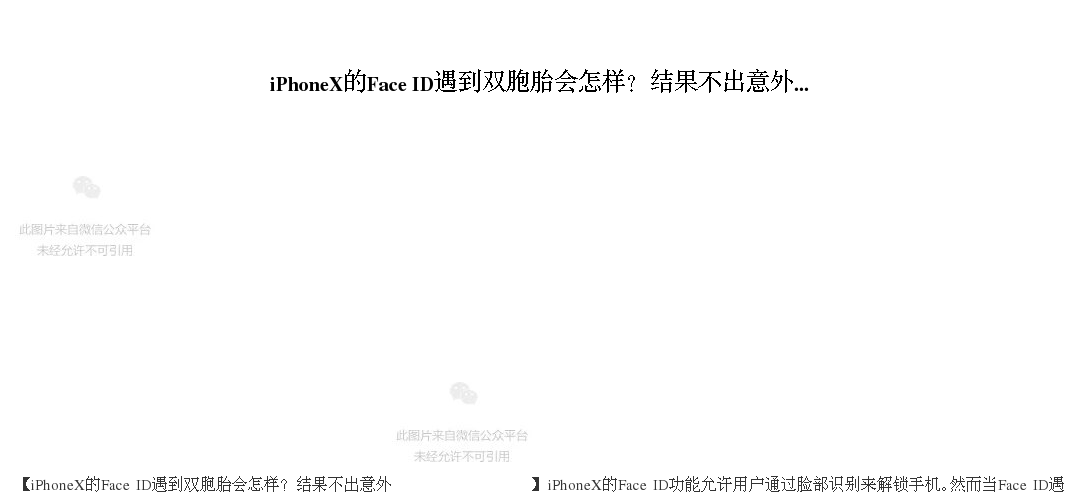 iPhoneX的Face ID遇到双胞胎会怎样？结果不出意外...
此图片来自微信公众平台
未经允许不可引用
此图片来自微信公众平台
未经允许不可引用
【iPhoneX的Face ID遇到双胞胎会怎样？结果不出意外 】iPhoneX的Face ID功能允许用户通过脸部识别来解锁手机。然而当Face ID遇